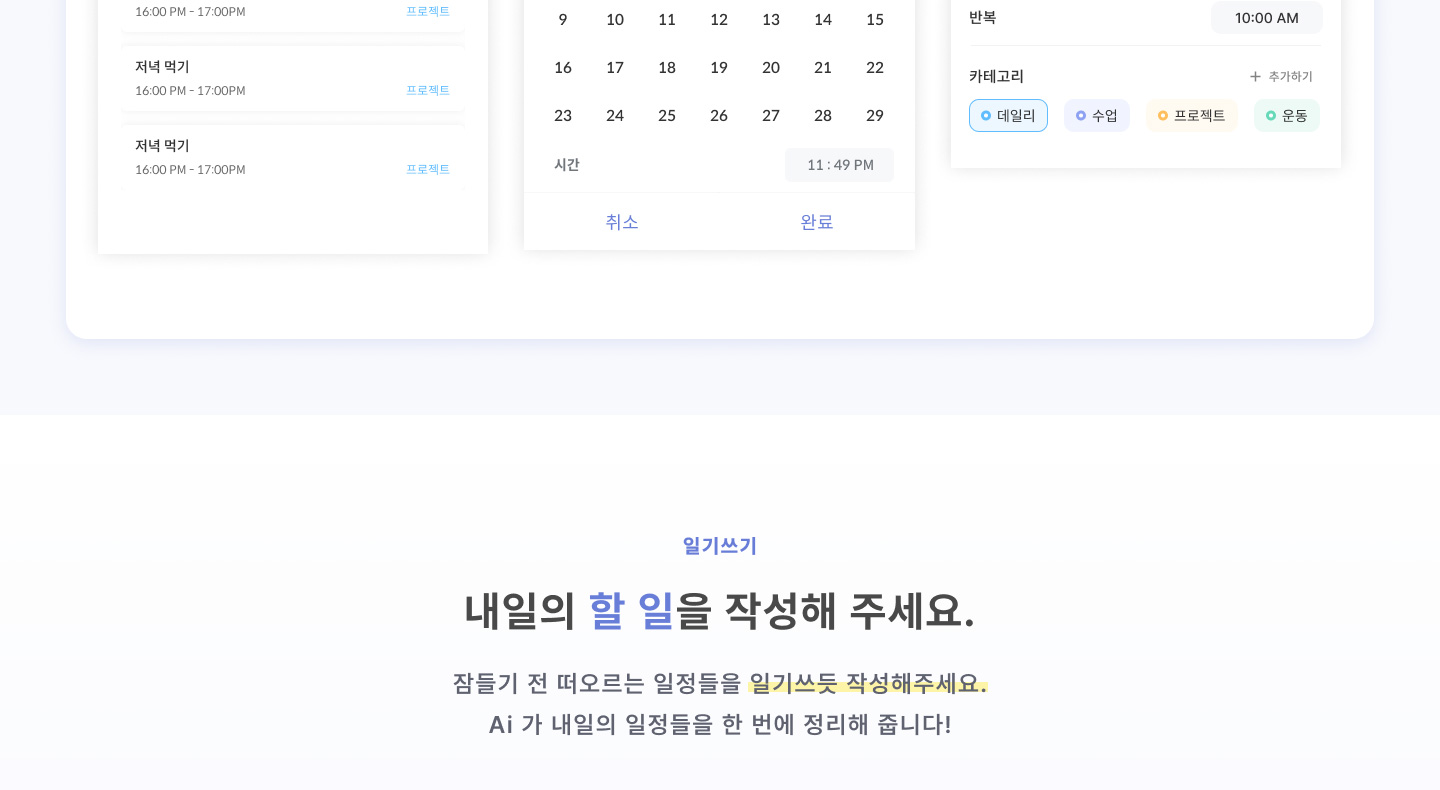 16:00 PM - 17:00PM 프로젝트
저녁 먹기
16:00 PM - 17:00PM 프로젝트
저녁 먹기
16:00 PM - 17:00PM 프로젝트
9 10 11 12 13 14 15
16 17 18 19 20 21 22
23 24 25 26 27 28 29
시간 11 : 49 PM
취소 완료
반복 10:00 AM
카테고리 + 추가하기
데일리 수업 프로젝트 운동
일기쓰기
내일의 할 일을 작성해 주세요.
잠들기 전 떠오르는 일정들을 일기쓰듯 작성해주세요.
Ai 가 내일의 일정들을 한 번에 정리해 줍니다!